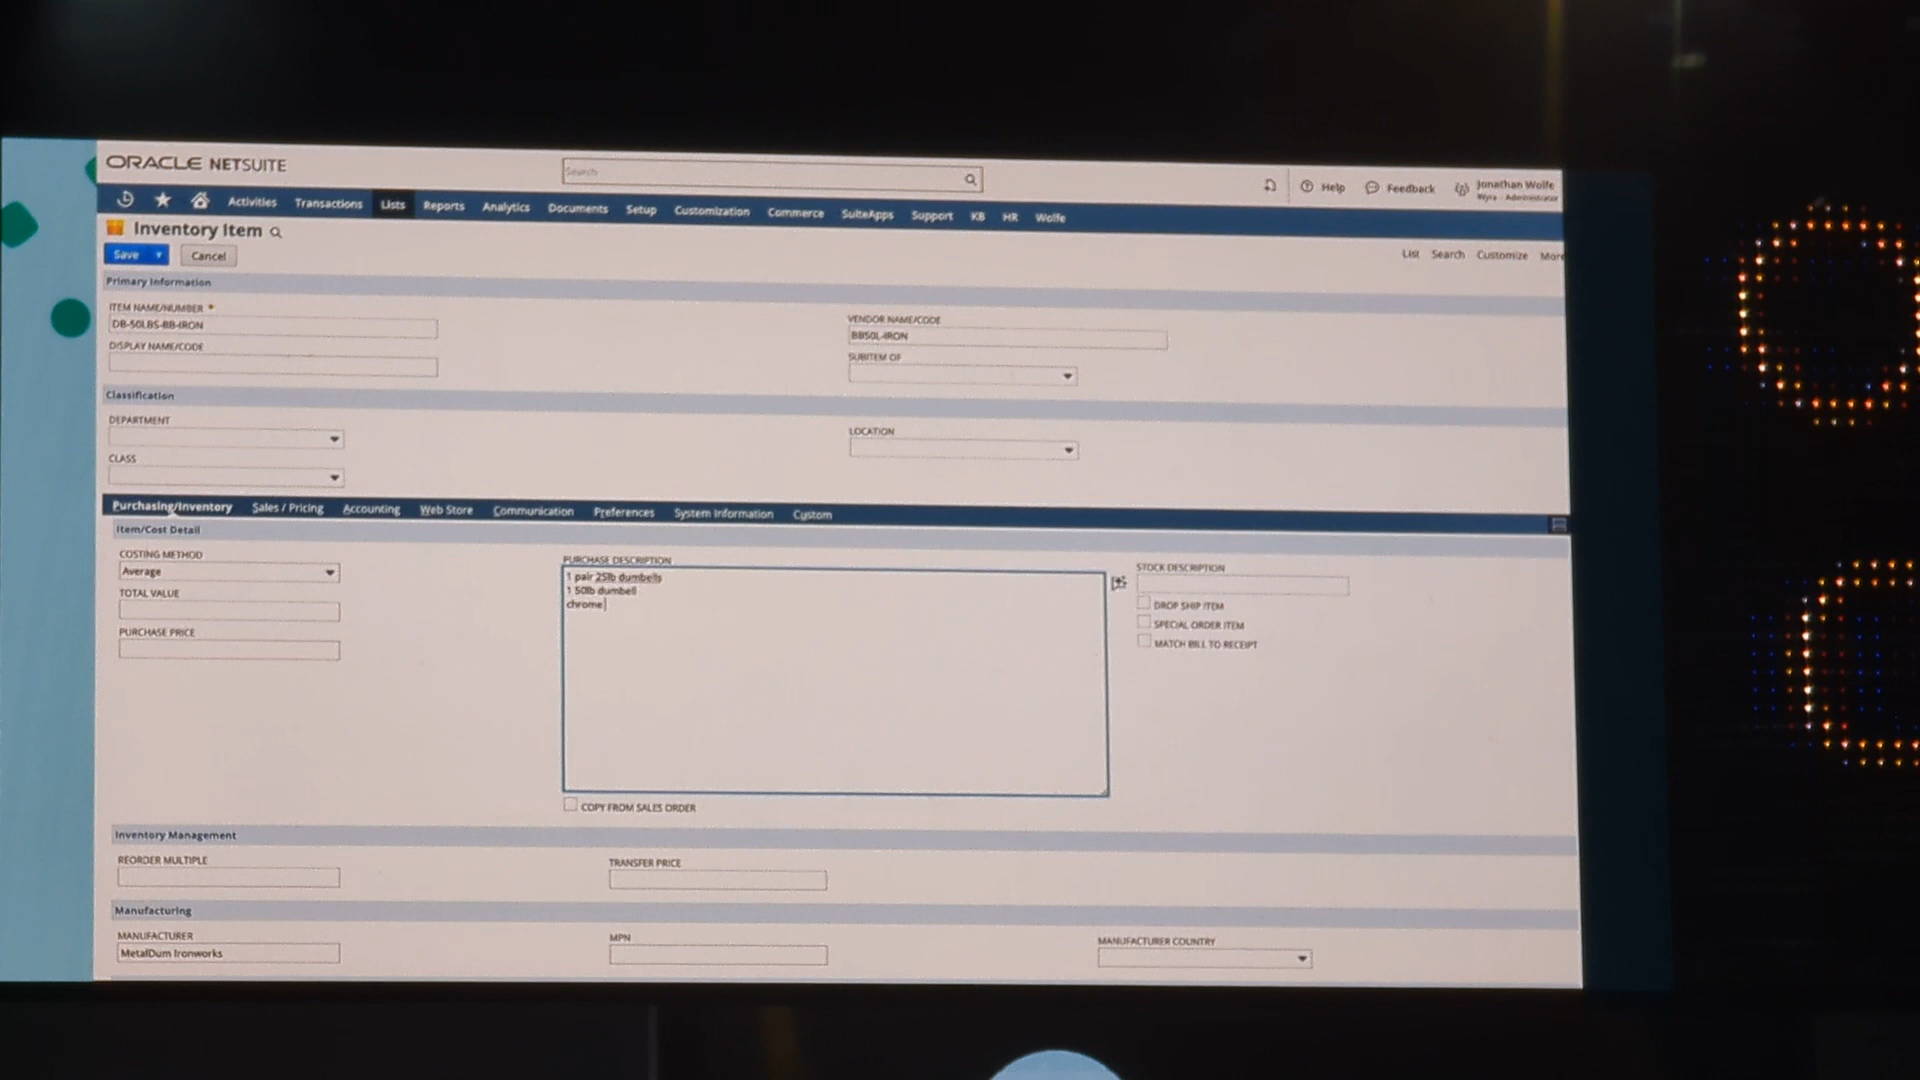 ORACLE NETSUITE
Search
Help
Feedback
Jonathan Wolfe
Wyra - Administrator
Activities
Transactions
Lists
Reports
Analytics
Documents
Setup
Customization
Commerce
SuiteApps
Support
KB
HR
Wolfe
Inventory Item
Save
Cancel
List
Search
Customize
More
Primary Information
ITEM NAME/NUMBER *
DB-50LBS-BB-IRON
VENDOR NAME/CODE
BB50L-IRON
DISPLAY NAME/CODE
SUBITEM OF
Classification
DEPARTMENT
LOCATION
CLASS
Purchasing/Inventory
Sales / Pricing
Accounting
Web Store
Communication
Preferences
System Information
Custom
Item/Cost Detail
COSTING METHOD
Average
TOTAL VALUE
PURCHASE PRICE
PURCHASE DESCRIPTION
1 pair 25lb dumbells
1 50lb dumbell
chrome
COPY FROM SALES ORDER
STOCK DESCRIPTION
DROP SHIP ITEM
SPECIAL ORDER ITEM
MATCH BILL TO RECEIPT
Inventory Management
REORDER MULTIPLE
TRANSFER PRICE
Manufacturing
MANUFACTURER
MetalDum Ironworks
MPN
MANUFACTURER COUNTRY